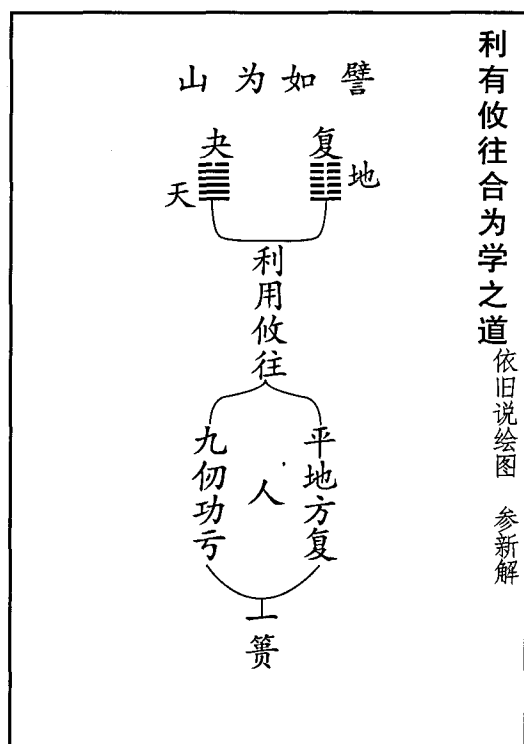 利有攸往合为学之道
依旧说绘图 参新解
譬如为山
复
地
夬
天
利用攸往
平地方复
人
九仞功亏
一篑